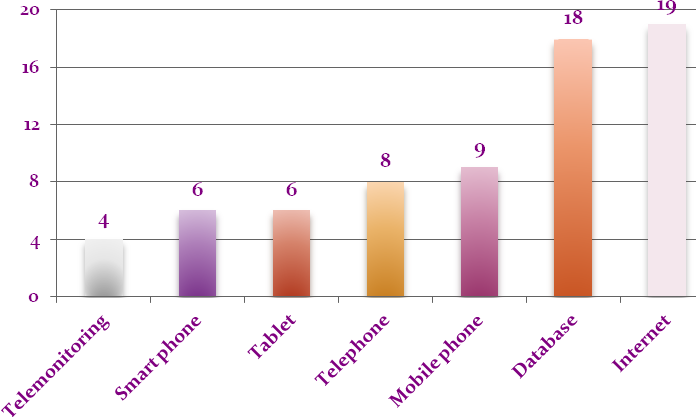 20
19
18
16
12
9
8
8
6
6
4
4
0
Telemonitoring
Smart phone
Tablet
Telephone
Mobile phone
Database
Internet